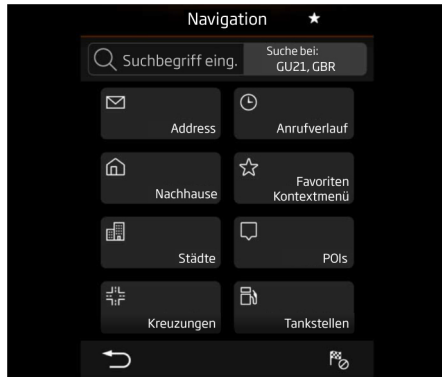 Navigation
Suchbegriff eing.
Suche bei:
GU21, GBR
Address
Anrufverlauf
Nachhause
Favoriten
Kontextmenü
Städte
POIs
Kreuzungen
Tankstellen